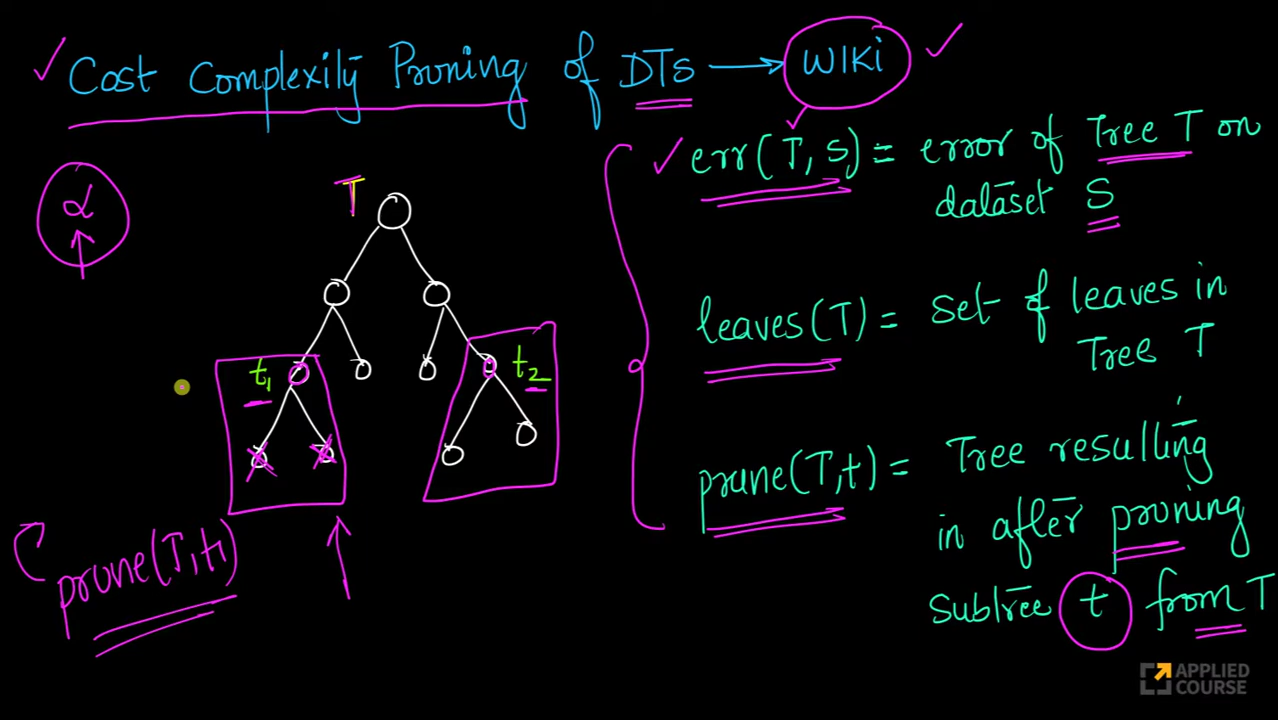 Cost Complexity Pruning of DTs → WIKI
err(T, S) = error of Tree T on
dataset S
α
T
leaves(T) = set of leaves in
Tree T
t₁
t₂
prune(T,t) = Tree resulting
in after pruning
subtree t from T
prune(T,t₁)
APPLIED
COURSE